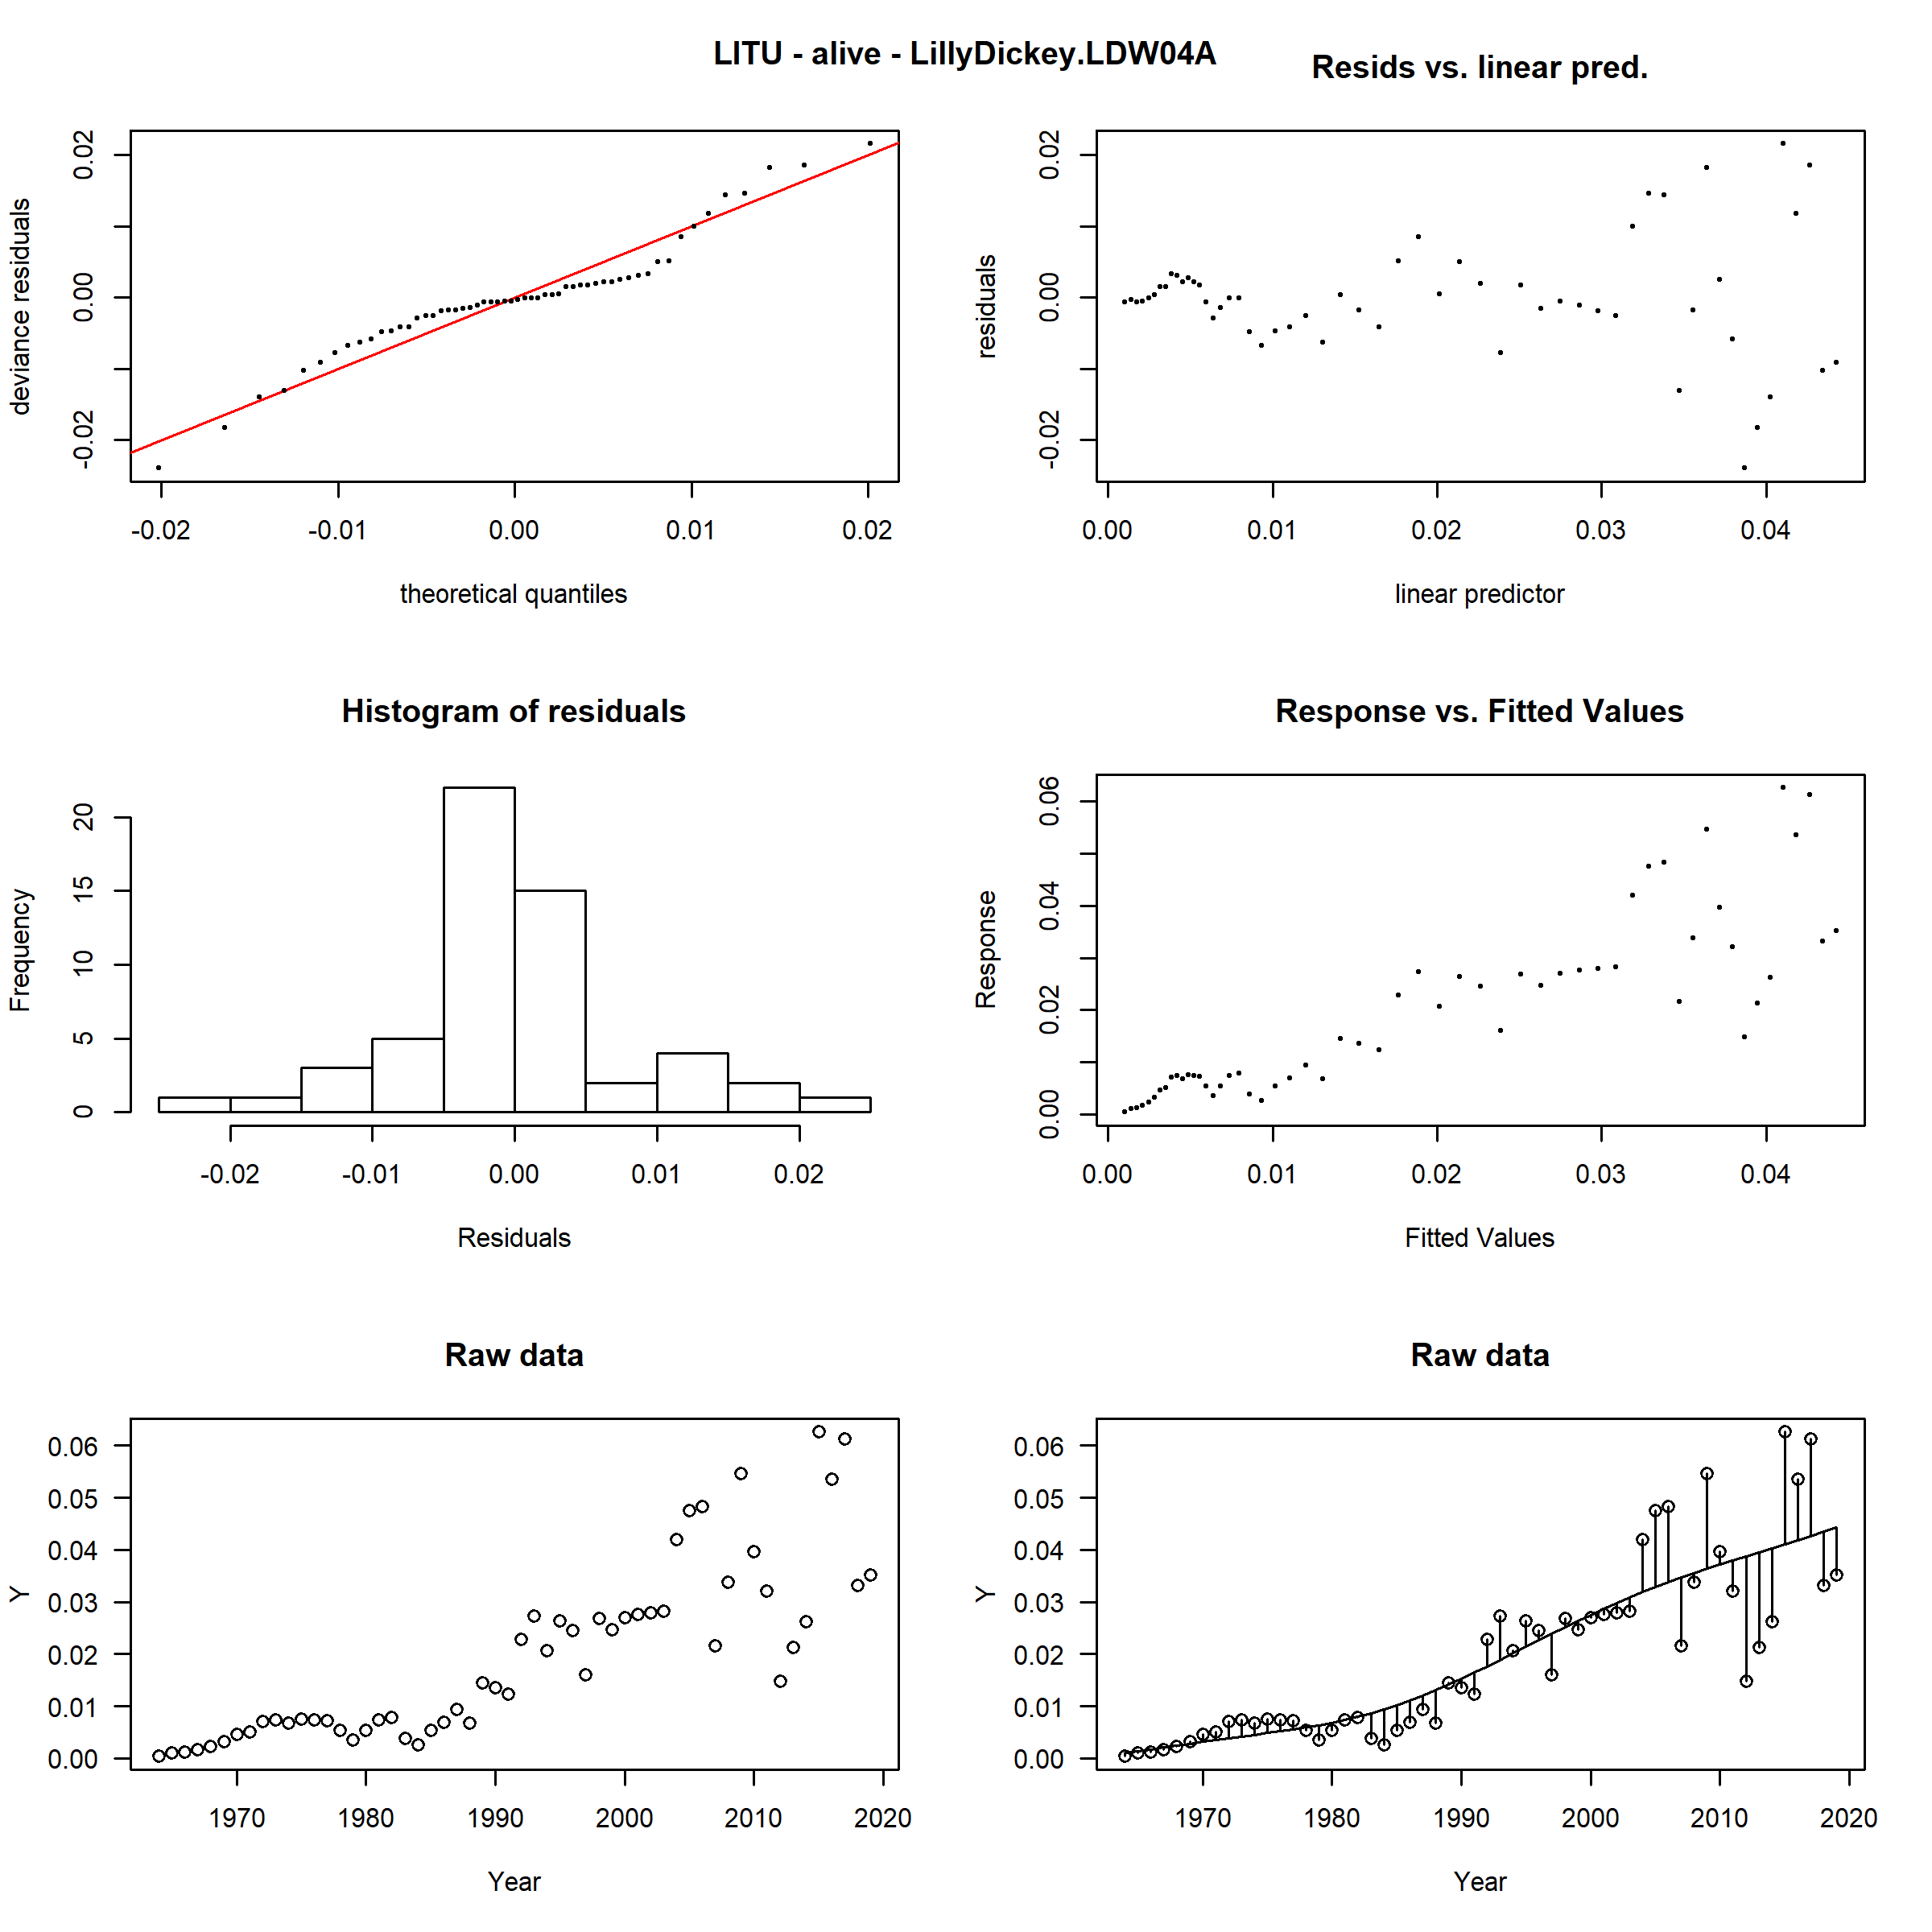 LITU - alive - LillyDickey.LDW04A
Resids vs. linear pred.
deviance residuals
-0.02 0.00 0.02
-0.02 -0.01 0.00 0.01 0.02
theoretical quantiles
residuals
-0.02 0.00 0.02
0.00 0.01 0.02 0.03 0.04
linear predictor
Histogram of residuals
Frequency
0 5 10 15 20
-0.02 -0.01 0.00 0.01 0.02
Residuals
Response vs. Fitted Values
Response
0.00 0.02 0.04 0.06
0.00 0.01 0.02 0.03 0.04
Fitted Values
Raw data
Y
0.06
0.05
0.04
0.03
0.02
0.01
0.00
1970 1980 1990 2000 2010 2020
Year
Raw data
Y
0.06
0.05
0.04
0.03
0.02
0.01
0.00
1970 1980 1990 2000 2010 2020
Year